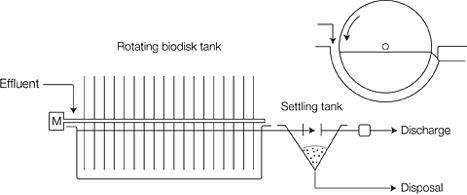 Rotating biodisk tank
Effluent
M
Settling tank
Discharge
Disposal